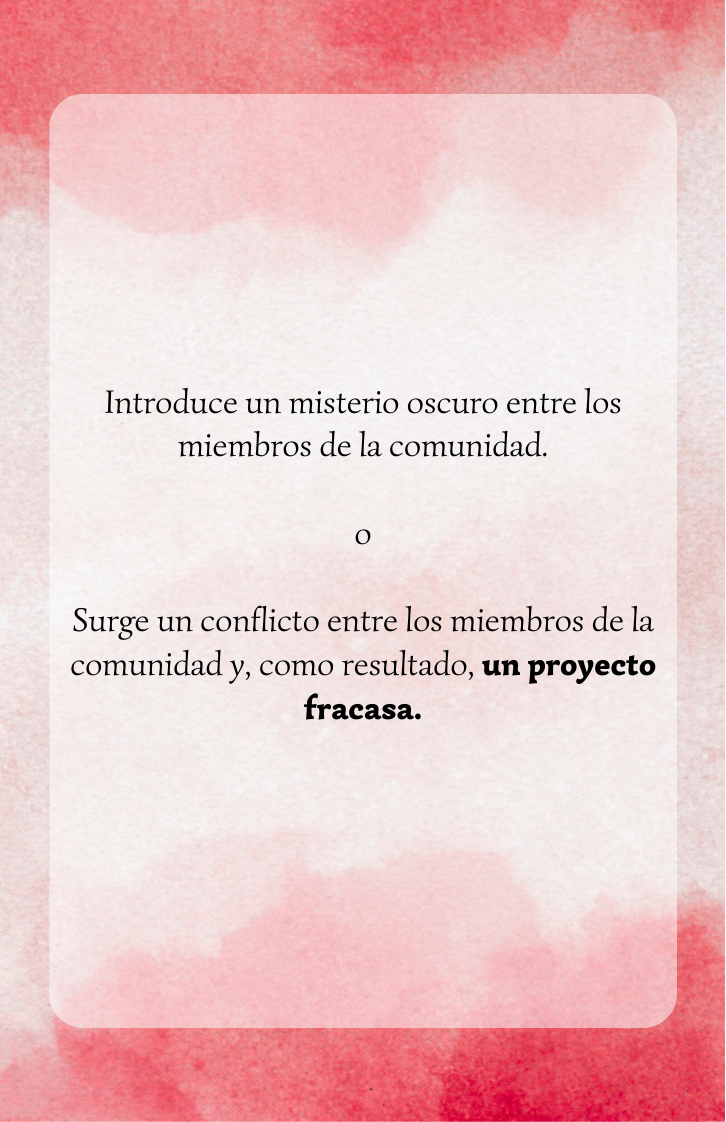 Introduce un misterio oscuro entre los
miembros de la comunidad.
o
Surge un conflicto entre los miembros de la
comunidad y, como resultado, un proyecto
fracasa.